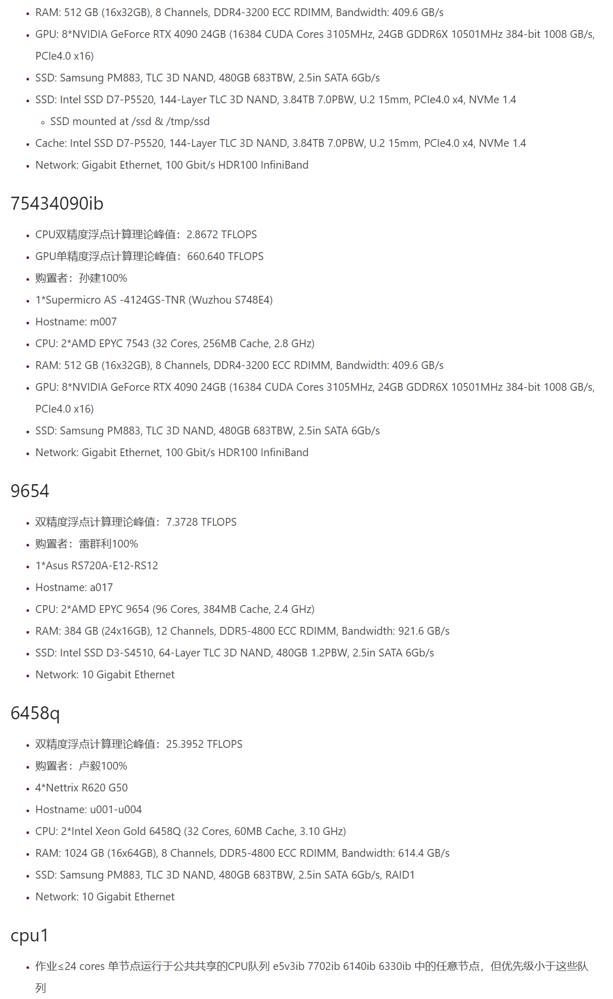 RAM: 512 GB (16x32GB), 8 Channels, DDR4-3200 ECC RDIMM, Bandwidth: 409.6 GB/s
GPU: 8*NVIDIA GeForce RTX 4090 24GB (16384 CUDA Cores 3105MHz, 24GB GDDR6X 10501MHz 384-bit 1008 GB/s,
PCIe4.0 x16)
SSD: Samsung PM883, TLC 3D NAND, 480GB 683TBW, 2.5in SATA 6Gb/s
SSD: Intel SSD D7-P5520, 144-Layer TLC 3D NAND, 3.84TB 7.0PBW, U.2 15mm, PCIe4.0 x4, NVMe 1.4
SSD mounted at /ssd & /tmp/ssd
Cache: Intel SSD D7-P5520, 144-Layer TLC 3D NAND, 3.84TB 7.0PBW, U.2 15mm, PCIe4.0 x4, NVMe 1.4
Network: Gigabit Ethernet, 100 Gbit/s HDR100 InfiniBand
75434090ib
CPU双精度浮点计算理论峰值：2.8672 TFLOPS
GPU单精度浮点计算理论峰值：660.640 TFLOPS
购置者：孙建100%
1*Supermicro AS -4124GS-TNR (Wuzhou S748E4)
Hostname: m007
CPU: 2*AMD EPYC 7543 (32 Cores, 256MB Cache, 2.8 GHz)
RAM: 512 GB (16x32GB), 8 Channels, DDR4-3200 ECC RDIMM, Bandwidth: 409.6 GB/s
GPU: 8*NVIDIA GeForce RTX 4090 24GB (16384 CUDA Cores 3105MHz, 24GB GDDR6X 10501MHz 384-bit 1008 GB/s,
PCIe4.0 x16)
SSD: Samsung PM883, TLC 3D NAND, 480GB 683TBW, 2.5in SATA 6Gb/s
Network: Gigabit Ethernet, 100 Gbit/s HDR100 InfiniBand
9654
双精度浮点计算理论峰值：7.3728 TFLOPS
购置者：雷群利100%
1*Asus RS720A-E12-RS12
Hostname: a017
CPU: 2*AMD EPYC 9654 (96 Cores, 384MB Cache, 2.4 GHz)
RAM: 384 GB (24x16GB), 12 Channels, DDR5-4800 ECC RDIMM, Bandwidth: 921.6 GB/s
SSD: Intel SSD D3-S4510, 64-Layer TLC 3D NAND, 480GB 1.2PBW, 2.5in SATA 6Gb/s
Network: 10 Gigabit Ethernet
6458q
双精度浮点计算理论峰值：25.3952 TFLOPS
购置者：卢毅100%
4*Nettrix R620 G50
Hostname: u001-u004
CPU: 2*Intel Xeon Gold 6458Q (32 Cores, 60MB Cache, 3.10 GHz)
RAM: 1024 GB (16x64GB), 8 Channels, DDR5-4800 ECC RDIMM, Bandwidth: 614.4 GB/s
SSD: Samsung PM883, TLC 3D NAND, 480GB 683TBW, 2.5in SATA 6Gb/s, RAID1
Network: 10 Gigabit Ethernet
cpu1
作业≤24 cores 单节点运行于公共共享的CPU队列 e5v3ib 7702ib 6140ib 6330ib 中的任意节点，但优先级小于这些队
列